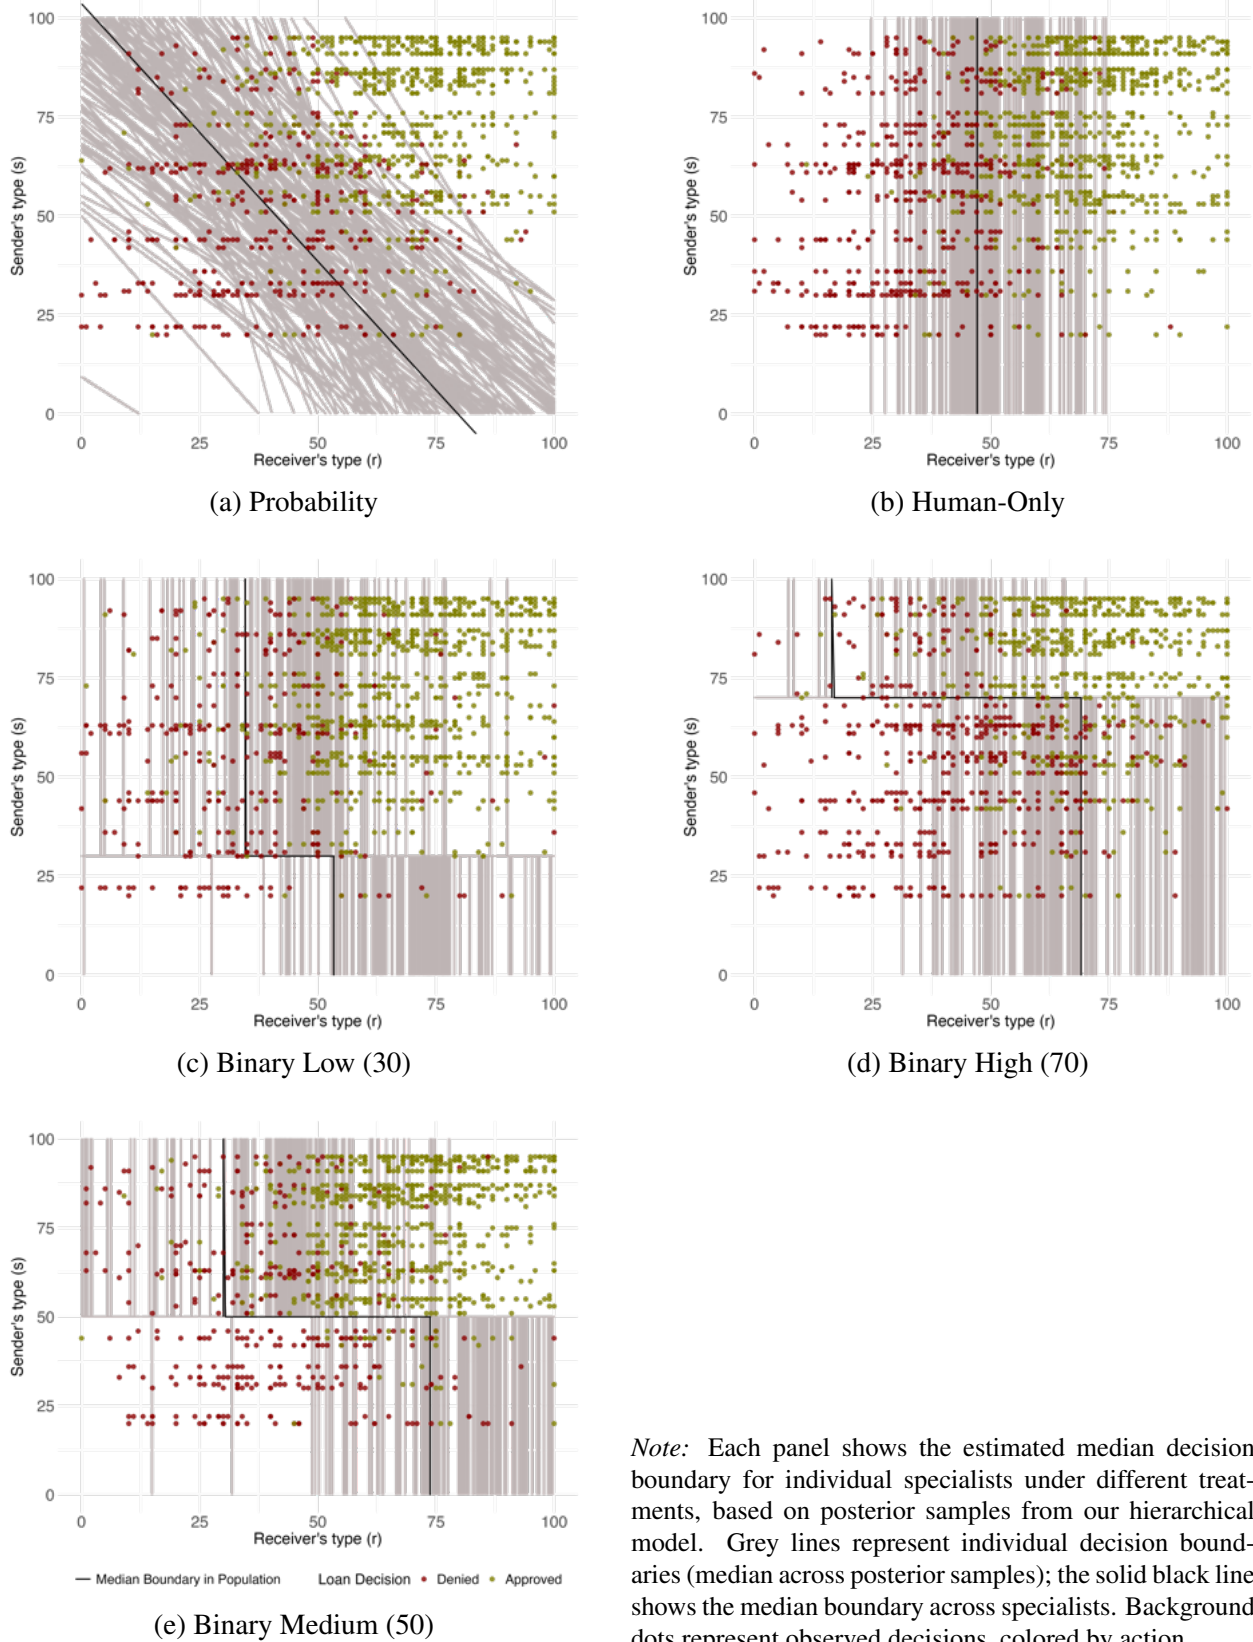 100
75
50
25
0
Sender's type (s)
0 25 50 75 100
Receiver's type (r)
(a) Probability
100
75
50
25
0
Sender's type (s)
0 25 50 75 100
Receiver's type (r)
(b) Human-Only
100
75
50
25
0
Sender's type (s)
0 25 50 75 100
Receiver's type (r)
(c) Binary Low (30)
100
75
50
25
0
Sender's type (s)
0 25 50 75 100
Receiver's type (r)
(d) Binary High (70)
100
75
50
25
0
Sender's type (s)
0 25 50 75 100
Receiver's type (r)
Median Boundary in Population Loan Decision Denied Approved
(e) Binary Medium (50)
Note: Each panel shows the estimated median decision
boundary for individual specialists under different treat-
ments, based on posterior samples from our hierarchical
model. Grey lines represent individual decision bound-
aries (median across posterior samples); the solid black line
shows the median boundary across specialists. Background
dots represent observed decisions, colored by action.